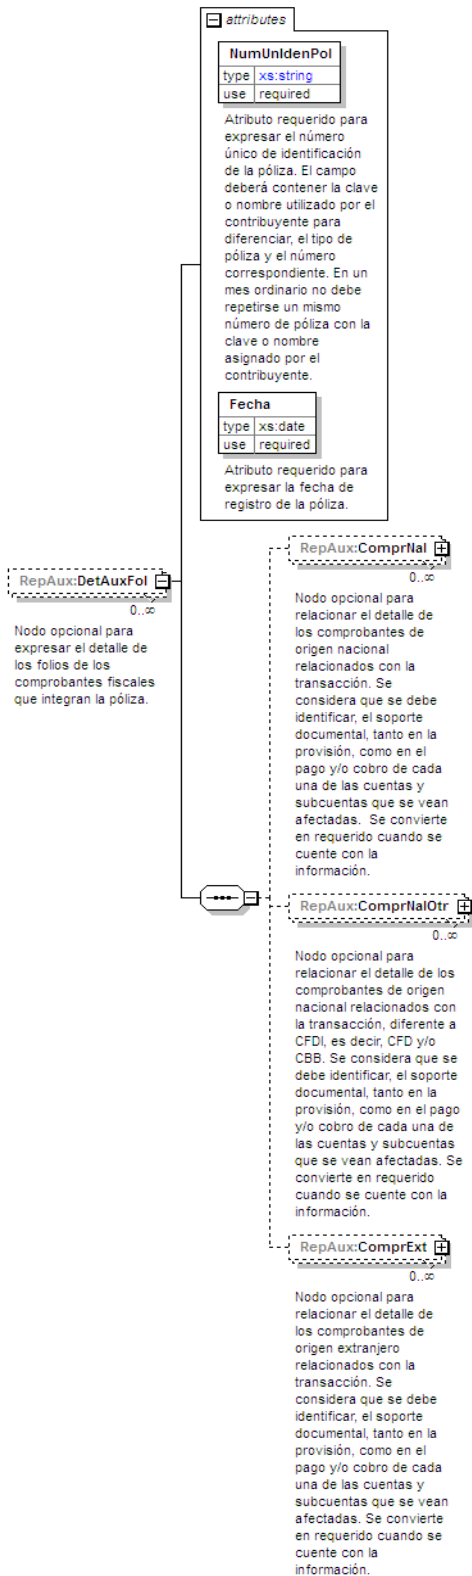 attributes
NumUnIdenPol
type xs:string
use required
Atributo requerido para
expresar el número
único de identificación
de la póliza. El campo
deberá contener la clave
o nombre utilizado por el
contribuyente para
diferenciar, el tipo de
póliza y el número
correspondiente. En un
mes ordinario no debe
repetirse un mismo
número de póliza con la
clave o nombre
asignado por el
contribuyente.
Fecha
type xs:date
use required
Atributo requerido para
expresar la fecha de
registro de la póliza.
RepAux:DetAuxFol
0..∞
Nodo opcional para
expresar el detalle de
los folios de los
comprobantes fiscales
que integran la póliza.
RepAux:ComprNal
0..∞
Nodo opcional para
relacionar el detalle de
los comprobantes de
origen nacional
relacionados con la
transacción. Se
considera que se debe
identificar, el soporte
documental, tanto en la
provisión, como en el
pago y/o cobro de cada
una de las cuentas y
subcuentas que se vean
afectadas.  Se convierte
en requerido cuando se
cuente con la
información.
RepAux:ComprNalOtr
0..∞
Nodo opcional para
relacionar el detalle de los
comprobantes de origen
nacional relacionados con
la transacción, diferente a
CFDI, es decir, CFD y/o
CBB. Se considera que se
debe identificar, el soporte
documental, tanto en la
provisión, como en el pago
y/o cobro de cada una de
las cuentas y subcuentas
que se vean afectadas. Se
convierte en requerido
cuando se cuente con la
información.
RepAux:ComprExt
0..∞
Nodo opcional para
relacionar el detalle de
los comprobantes de
origen extranjero
relacionados con la
transacción. Se
considera que se debe
identificar, el soporte
documental, tanto en la
provisión, como en el
pago y/o cobro de cada
una de las cuentas y
subcuentas que se vean
afectadas. Se convierte
en requerido cuando se
cuente con la
información.